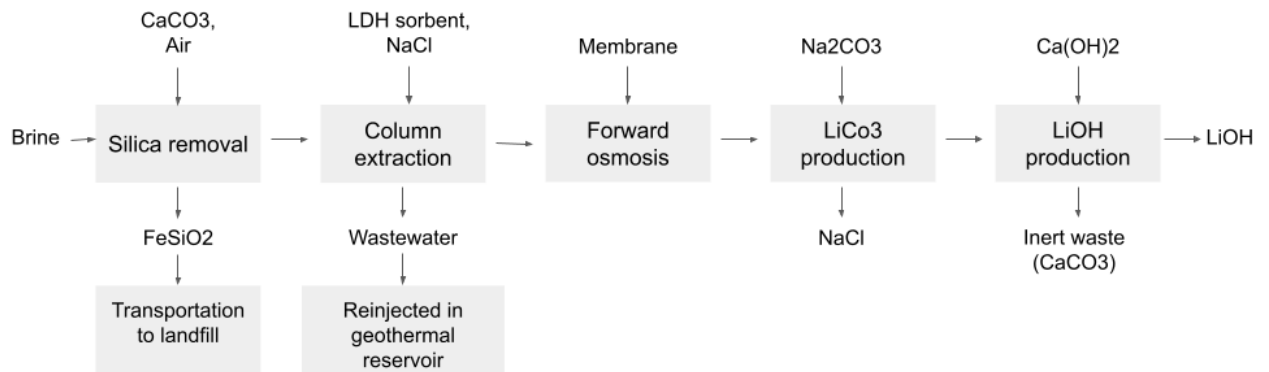 CaCO3,
Air
LDH sorbent,
NaCl
Membrane
Na2CO3
Ca(OH)2
Brine
Silica removal
Column
extraction
Forward
osmosis
LiCo3
production
LiOH
production
LiOH
FeSiO2
Wastewater
NaCl
Inert waste
(CaCO3)
Transportation
to landfill
Reinjected in
geothermal
reservoir